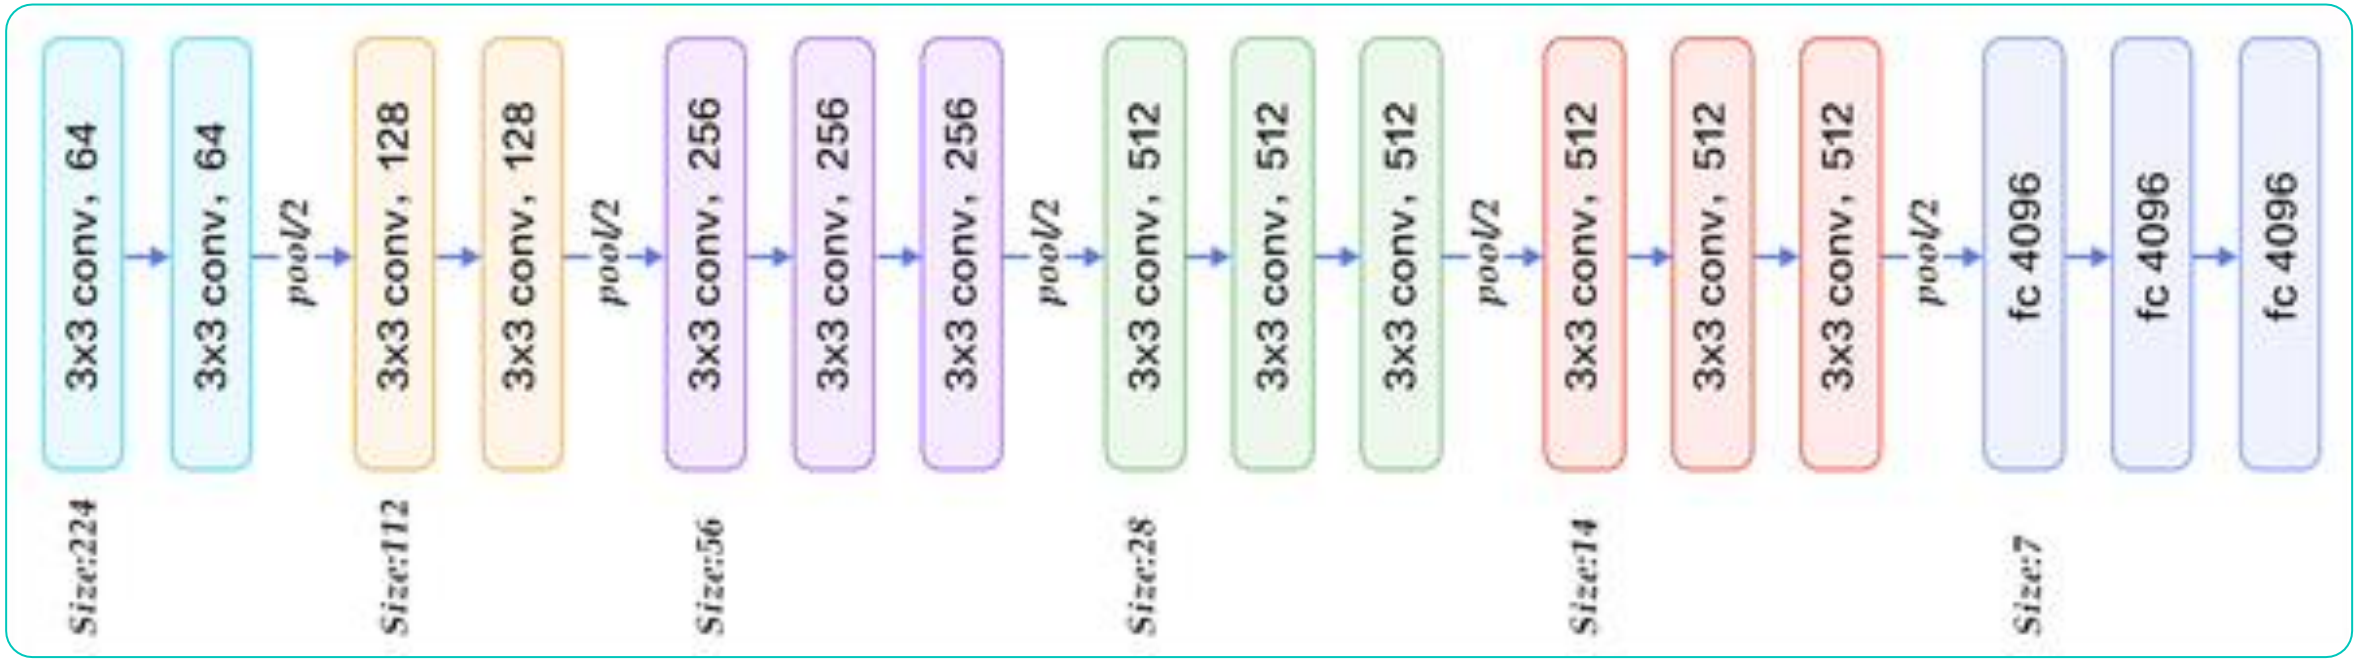 3x3 conv, 64
3x3 conv, 64
pool/2
3x3 conv, 128
3x3 conv, 128
pool/2
3x3 conv, 256
3x3 conv, 256
3x3 conv, 256
pool/2
3x3 conv, 512
3x3 conv, 512
3x3 conv, 512
pool/2
3x3 conv, 512
3x3 conv, 512
3x3 conv, 512
pool/2
fc 4096
fc 4096
fc 4096
Size:224
Size:112
Size:56
Size:28
Size:14
Size:7